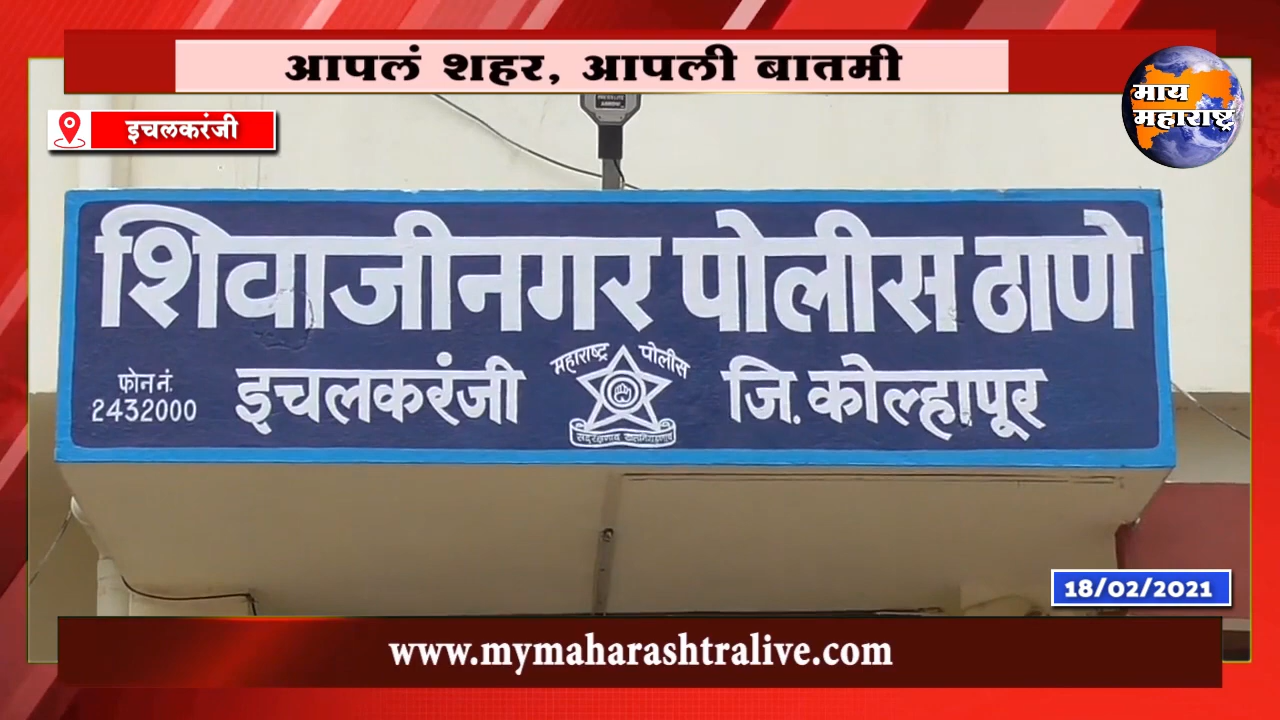 आपलं शहर, आपली बातमी
माय
महाराष्ट्र
इचलकरंजी
शिवाजीनगर पोलीस ठाणे
महाराष्ट्र पोलीस
फोन नं.
2432000
इचलकरंजी
जि. कोल्हापूर
18/02/2021
www.mymaharashtralive.com